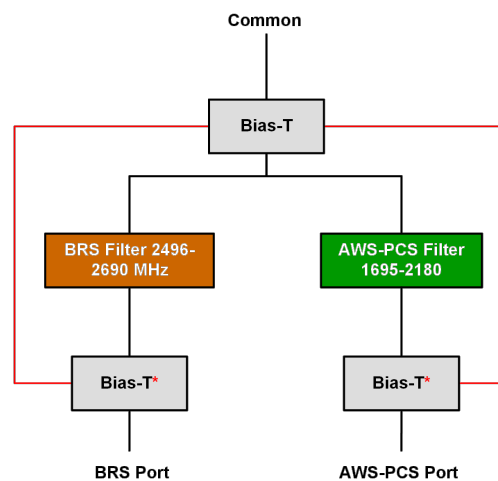 Common
Bias-T
BRS Filter 2496-
2690 MHz
AWS-PCS Filter
1695-2180
Bias-T*
Bias-T*
BRS Port
AWS-PCS Port